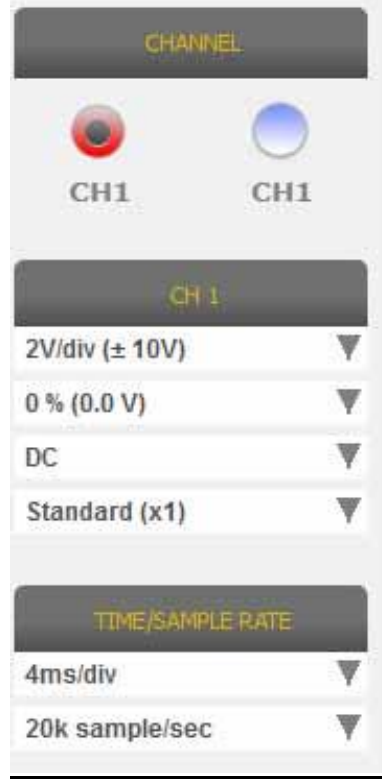 CHANNEL
CH1 CH1
CH 1
2V/div (± 10V)
0 % (0.0 V)
DC
Standard (x1)
TIME/SAMPLE RATE
4ms/div
20k sample/sec